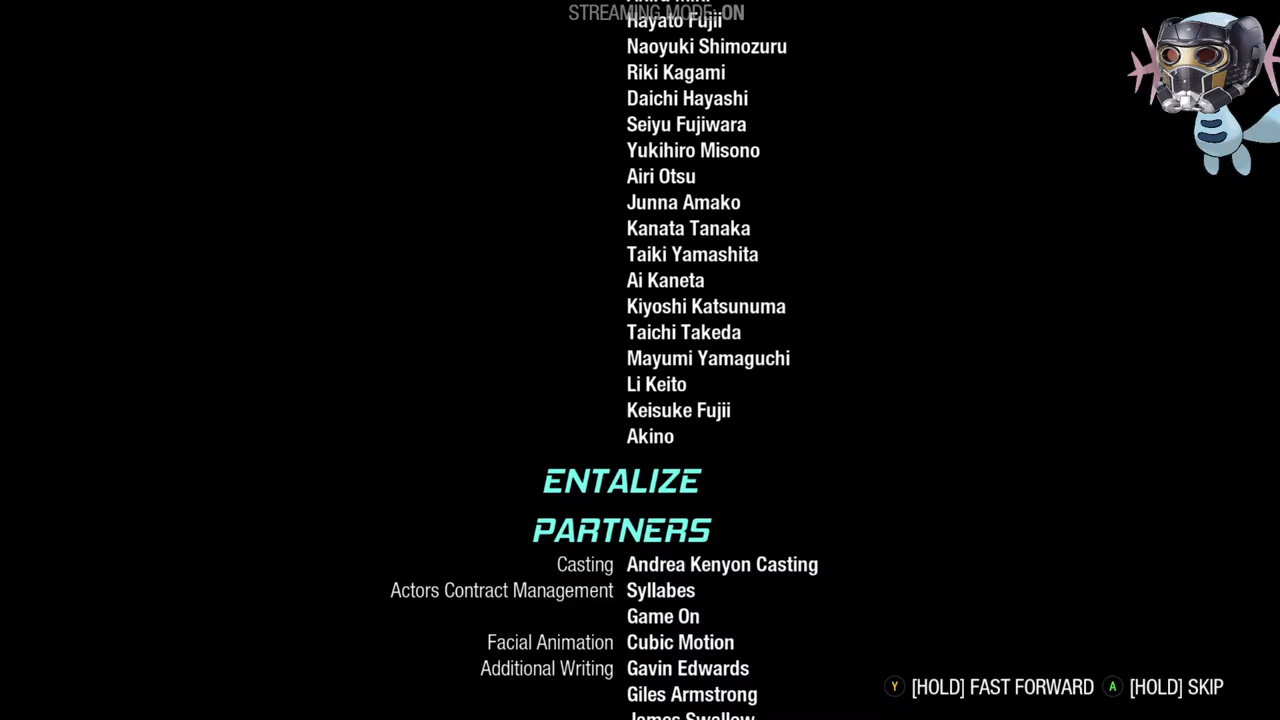 STREAMING MODE: ON
Hayato Fujii
Naoyuki Shimozuru
Riki Kagami
Daichi Hayashi
Seiyu Fujiwara
Yukihiro Misono
Airi Otsu
Junna Amako
Kanata Tanaka
Taiki Yamashita
Ai Kaneta
Kiyoshi Katsunuma
Taichi Takeda
Mayumi Yamaguchi
Li Keito
Keisuke Fujii
Akino
ENTALIZE
PARTNERS
Casting Andrea Kenyon Casting
Actors Contract Management Syllabes
Game On
Facial Animation Cubic Motion
Additional Writing Gavin Edwards
Giles Armstrong
James Swallow
Y [HOLD] FAST FORWARD A [HOLD] SKIP